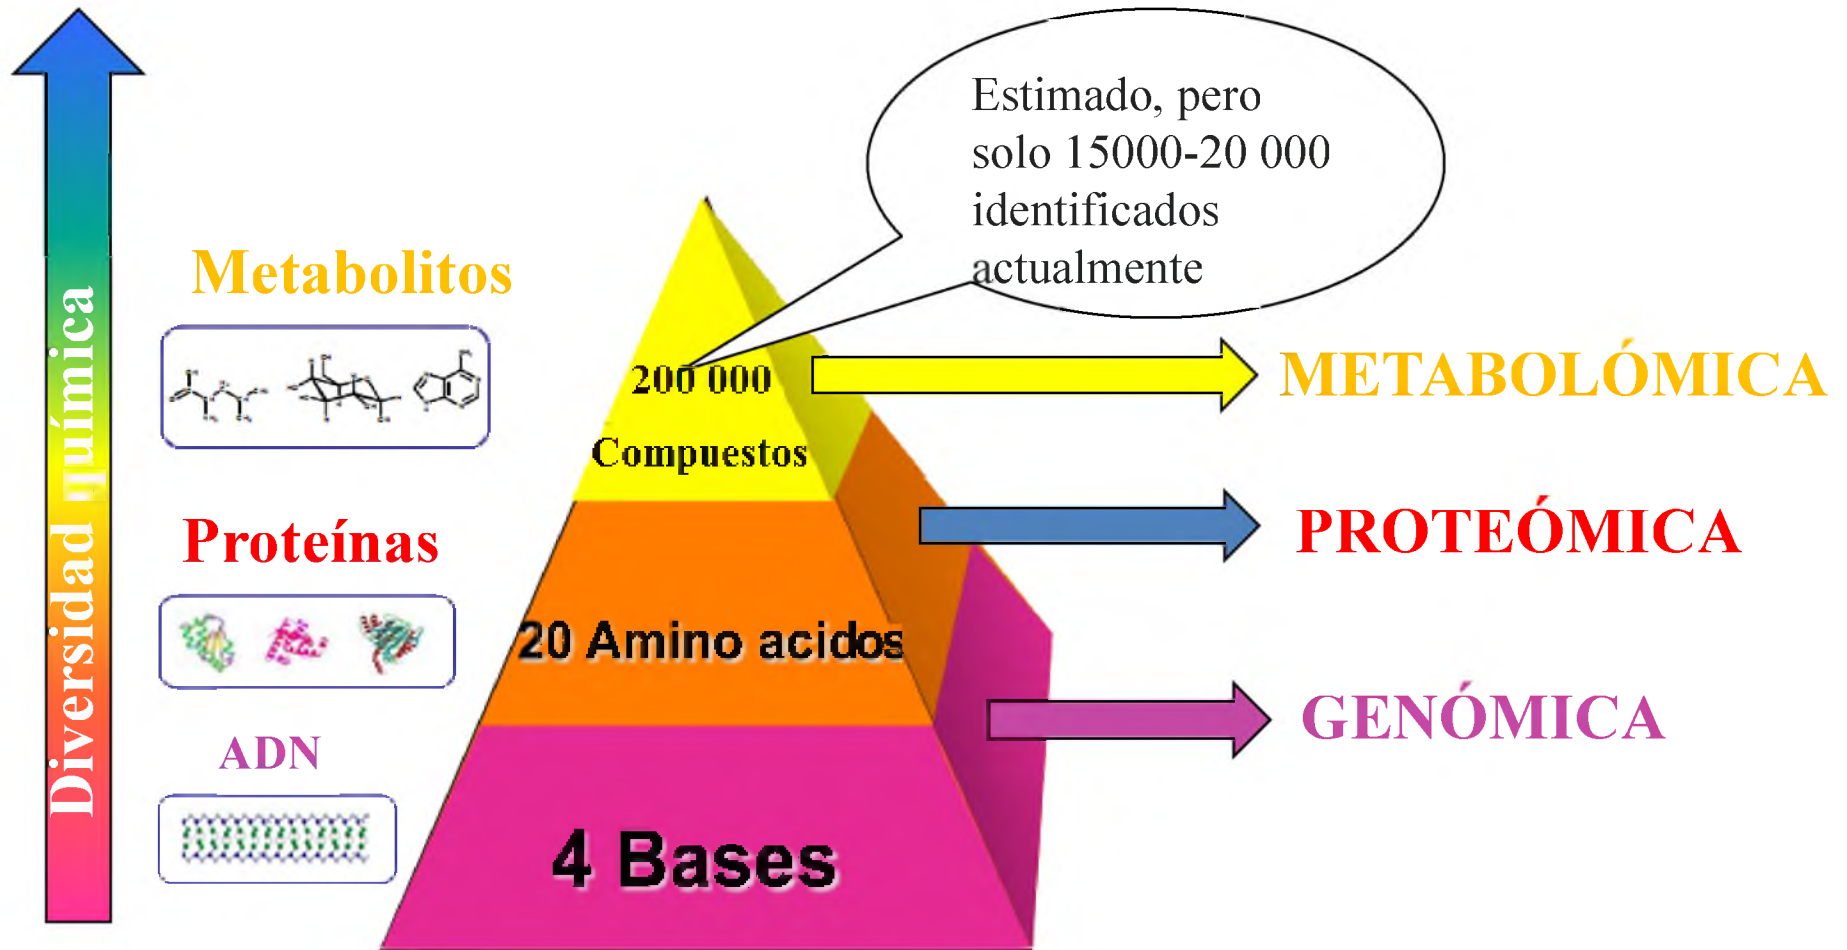 Diversidad química
Metabolitos
Proteínas
ADN
Estimado, pero
solo 15000-20 000
identificados
actualmente
200 000
Compuestos
20 Amino acidos
4 Bases
METABOLÓMICA
PROTEÓMICA
GENÓMICA